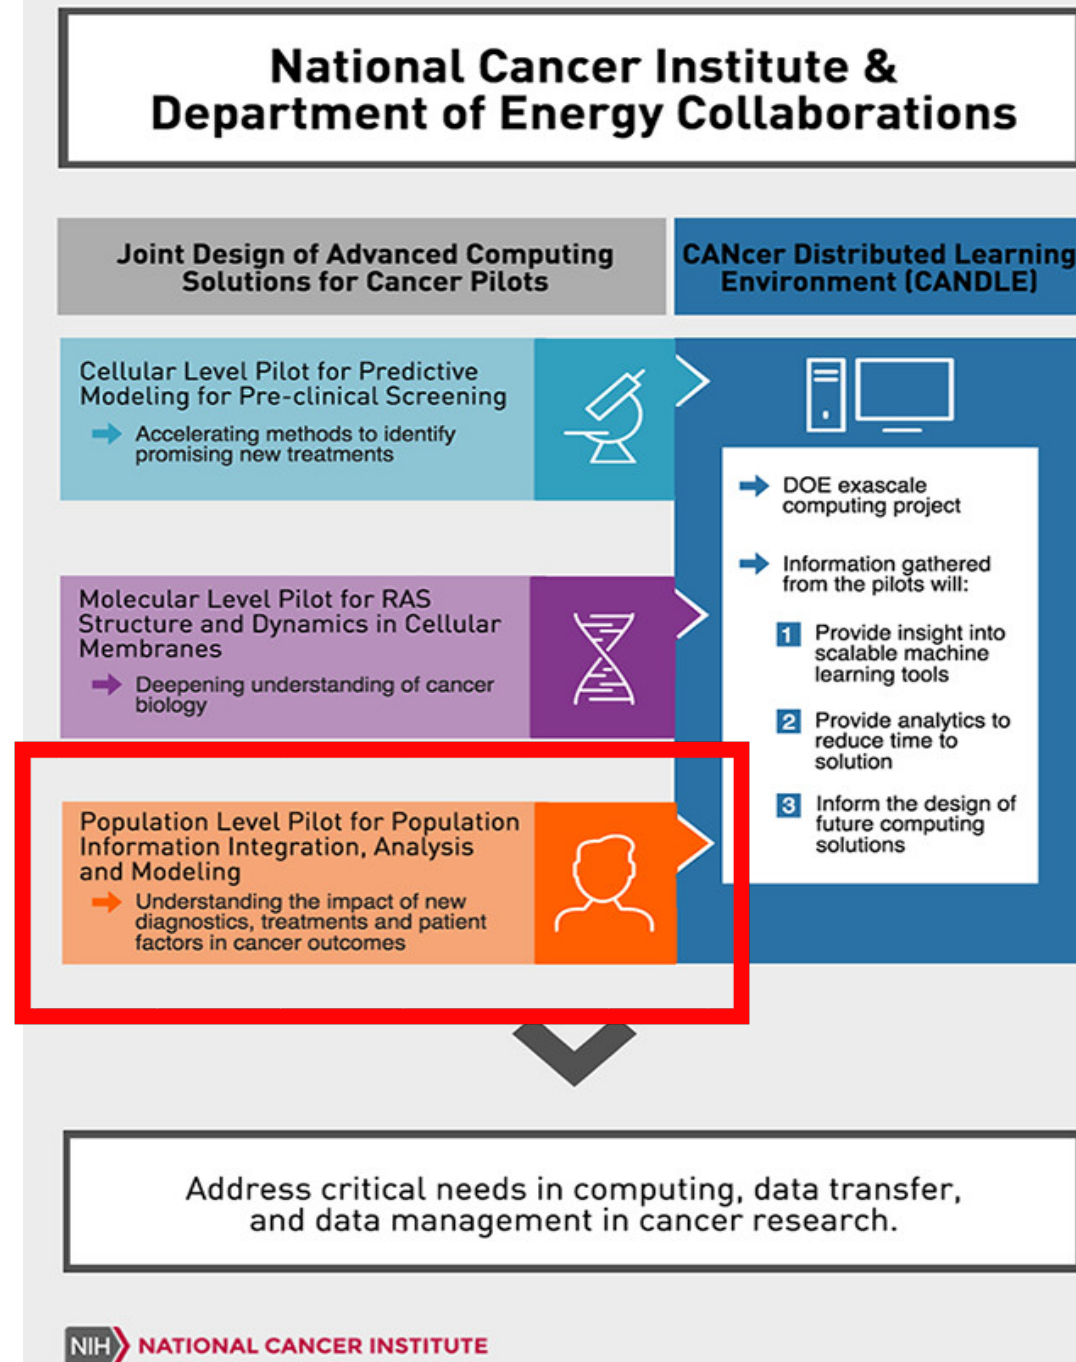 National Cancer Institute &
Department of Energy Collaborations
Joint Design of Advanced Computing
Solutions for Cancer Pilots
CANcer Distributed Learning
Environment (CANDLE)
Cellular Level Pilot for Predictive
Modeling for Pre-clinical Screening
Accelerating methods to identify
promising new treatments
Molecular Level Pilot for RAS
Structure and Dynamics in Cellular
Membranes
Deepening understanding of cancer
biology
Population Level Pilot for Population
Information Integration, Analysis
and Modeling
Understanding the impact of new
diagnostics, treatments and patient
factors in cancer outcomes
DOE exascale
computing project
Information gathered
from the pilots will:
1 Provide insight into
scalable machine
learning tools
2 Provide analytics to
reduce time to
solution
3 Inform the design of
future computing
solutions
Address critical needs in computing, data transfer,
and data management in cancer research.
NIH NATIONAL CANCER INSTITUTE